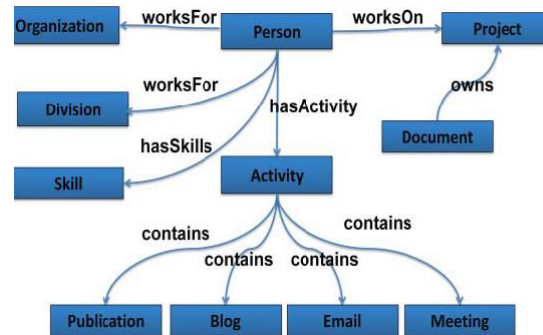 Organization
worksFor
Person
worksOn
Project
worksFor
Division
hasActivity
owns
Document
hasSkills
Skill
Activity
contains
contains
contains
contains
Publication
Blog
Email
Meeting